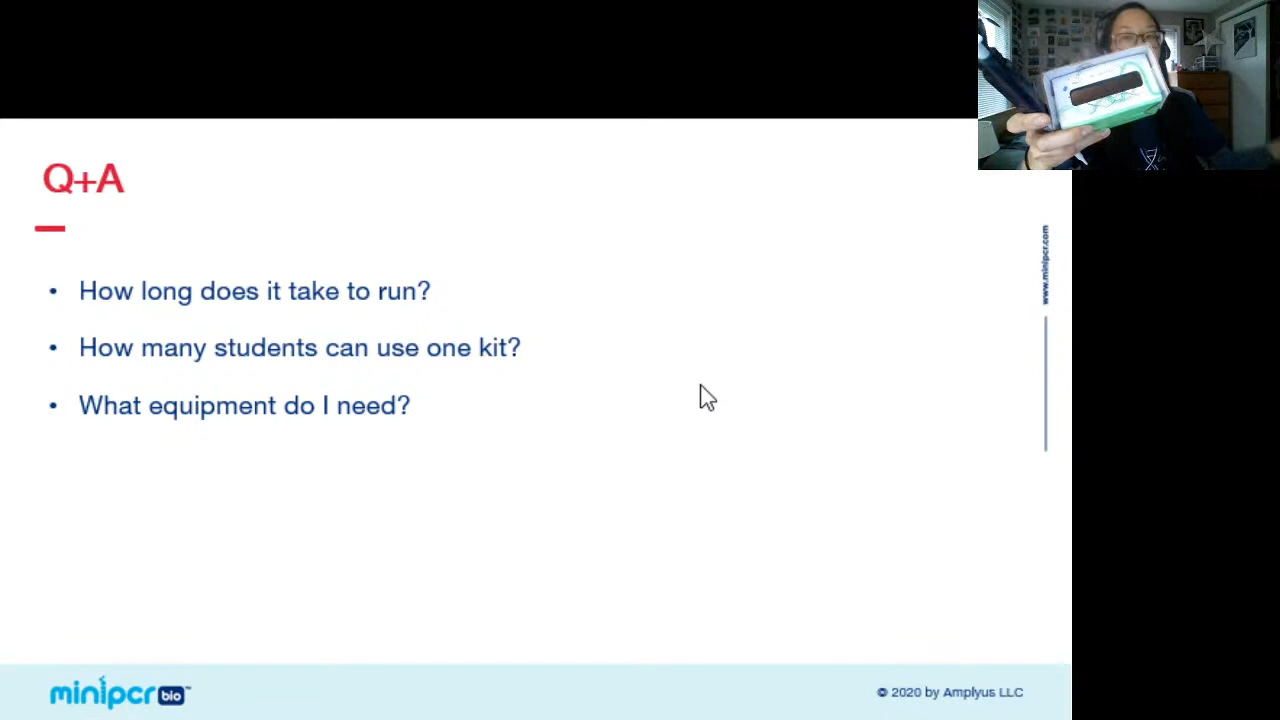 Q+A
• How long does it take to run?
• How many students can use one kit?
• What equipment do I need?
www.minipcr.com
minipcr bio™
© 2020 by Amplyus LLC